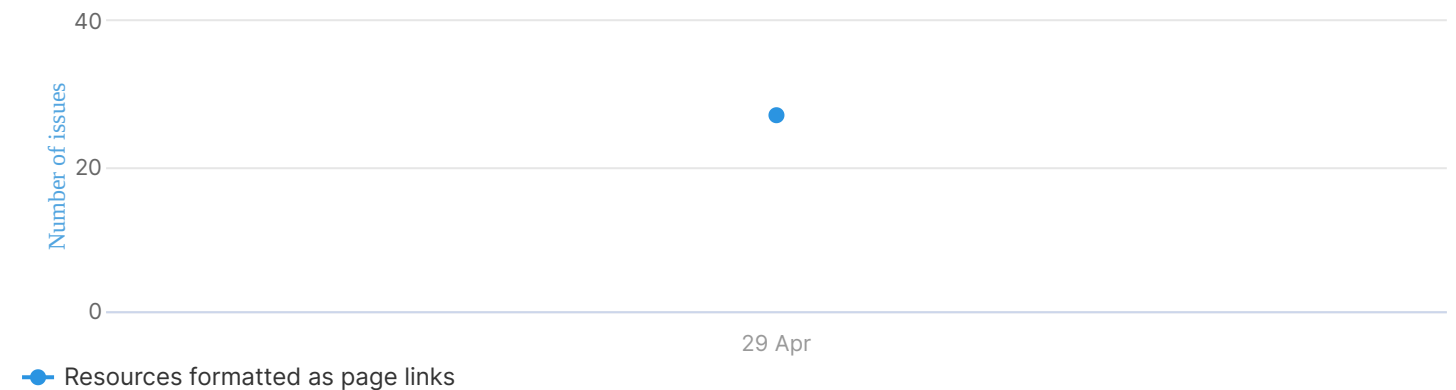 40
Number of issues
20
0
29 Apr
Resources formatted as page links